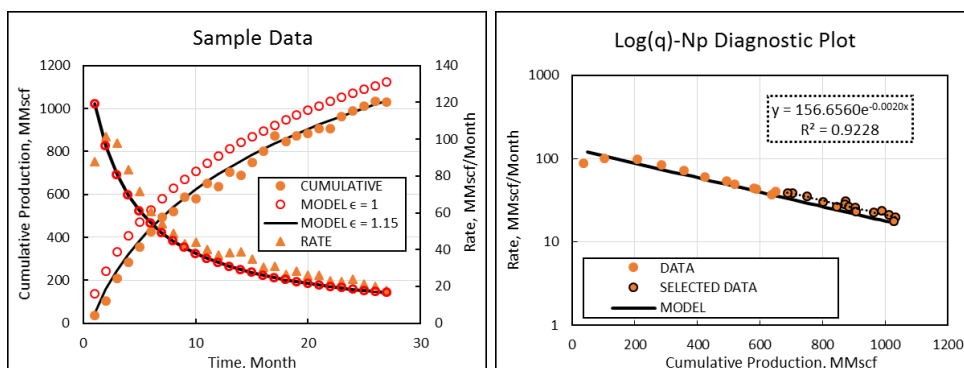 Sample Data
Cumulative Production, MMscf
1200
1000
800
600
400
200
0
140
120
100
80
60
40
20
0
Rate, MMscf/Month
CUMULATIVE
MODEL ϵ = 1
MODEL ϵ = 1.15
RATE
0 10 20 30
Time, Month
Log(q)-Np Diagnostic Plot
Rate, MMscf/Month
1000
100
10
1
y = 156.6560e-0.0020x
R² = 0.9228
DATA
SELECTED DATA
MODEL
0 200 400 600 800 1000 1200
Cumulative Production, MMscf